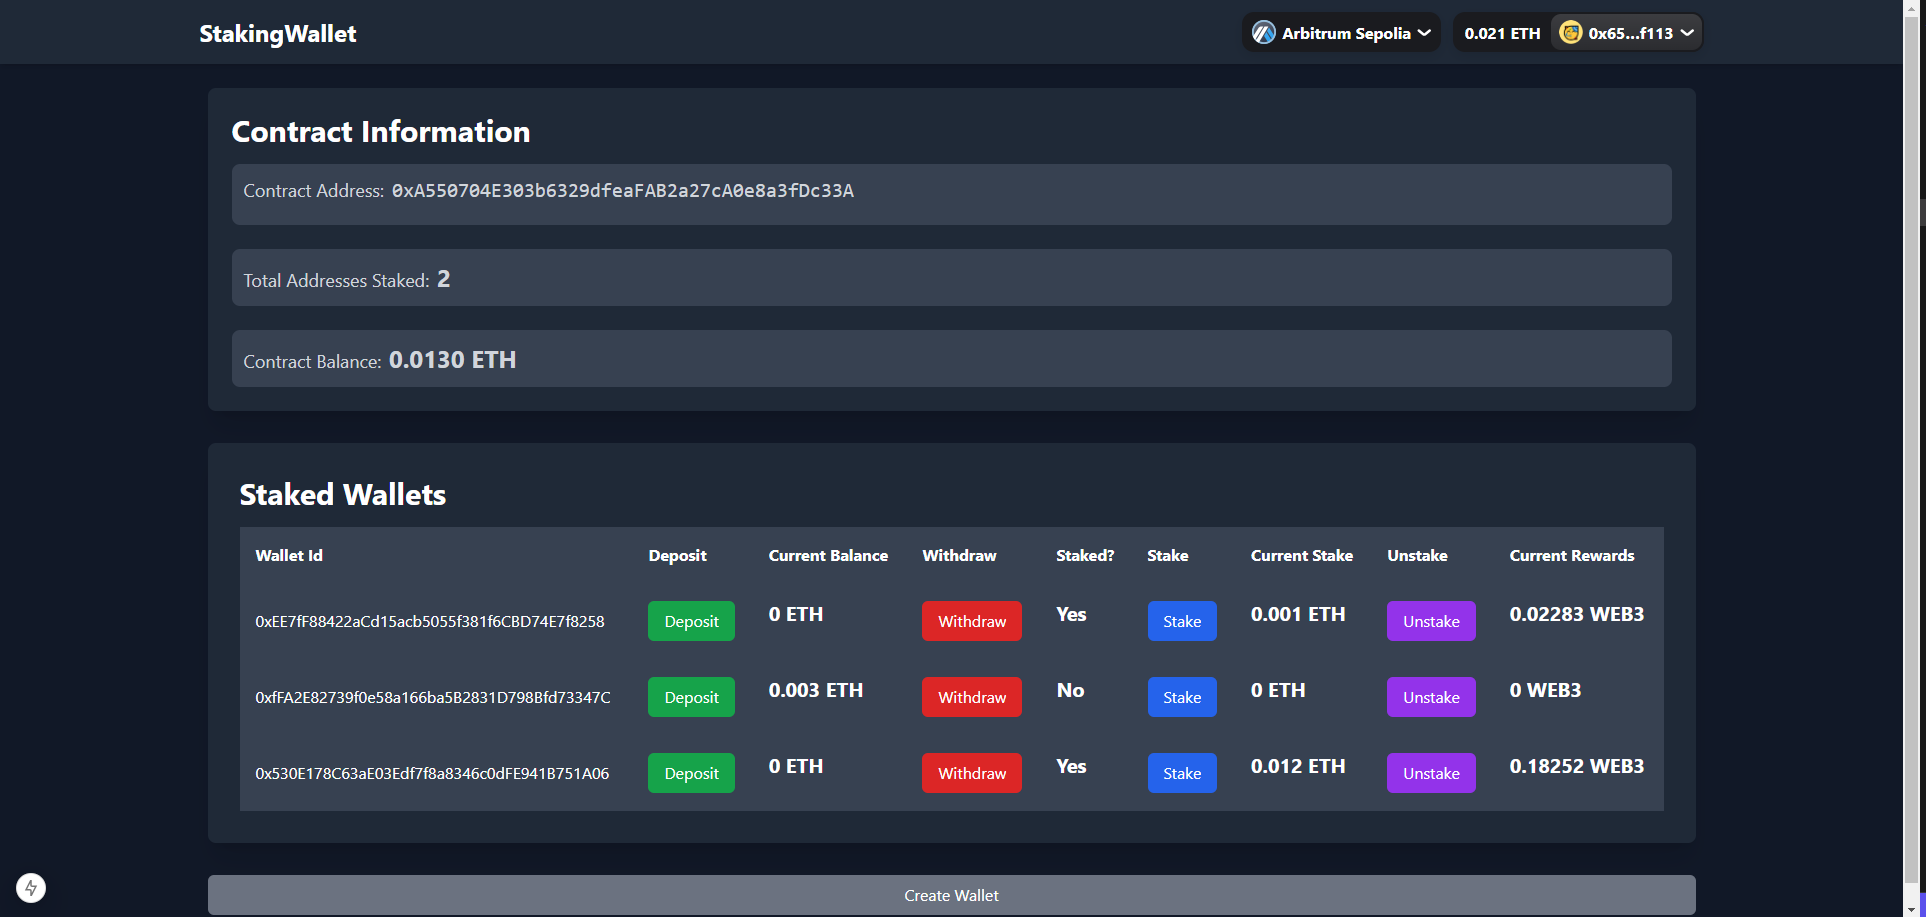 StakingWallet
Arbitrum Sepolia
0.021 ETH
0x65...f113
Contract Information
Contract Address: 0xA550704E303b6329dfeaFAB2a27cA0e8a3fDc33A
Total Addresses Staked: 2
Contract Balance: 0.0130 ETH
Staked Wallets
Wallet Id Deposit Current Balance Withdraw Staked? Stake Current Stake Unstake Current Rewards
0xEE7fF88422aCd15acb5055f381f6CBD74E7f8258 Deposit 0 ETH Withdraw Yes Stake 0.001 ETH Unstake 0.02283 WEB3
0xfFA2E82739f0e58a166ba5B2831D798Bfd73347C Deposit 0.003 ETH Withdraw No Stake 0 ETH Unstake 0 WEB3
0x530E178C63aE03Edf7f8a8346c0dFE941B751A06 Deposit 0 ETH Withdraw Yes Stake 0.012 ETH Unstake 0.18252 WEB3
Create Wallet